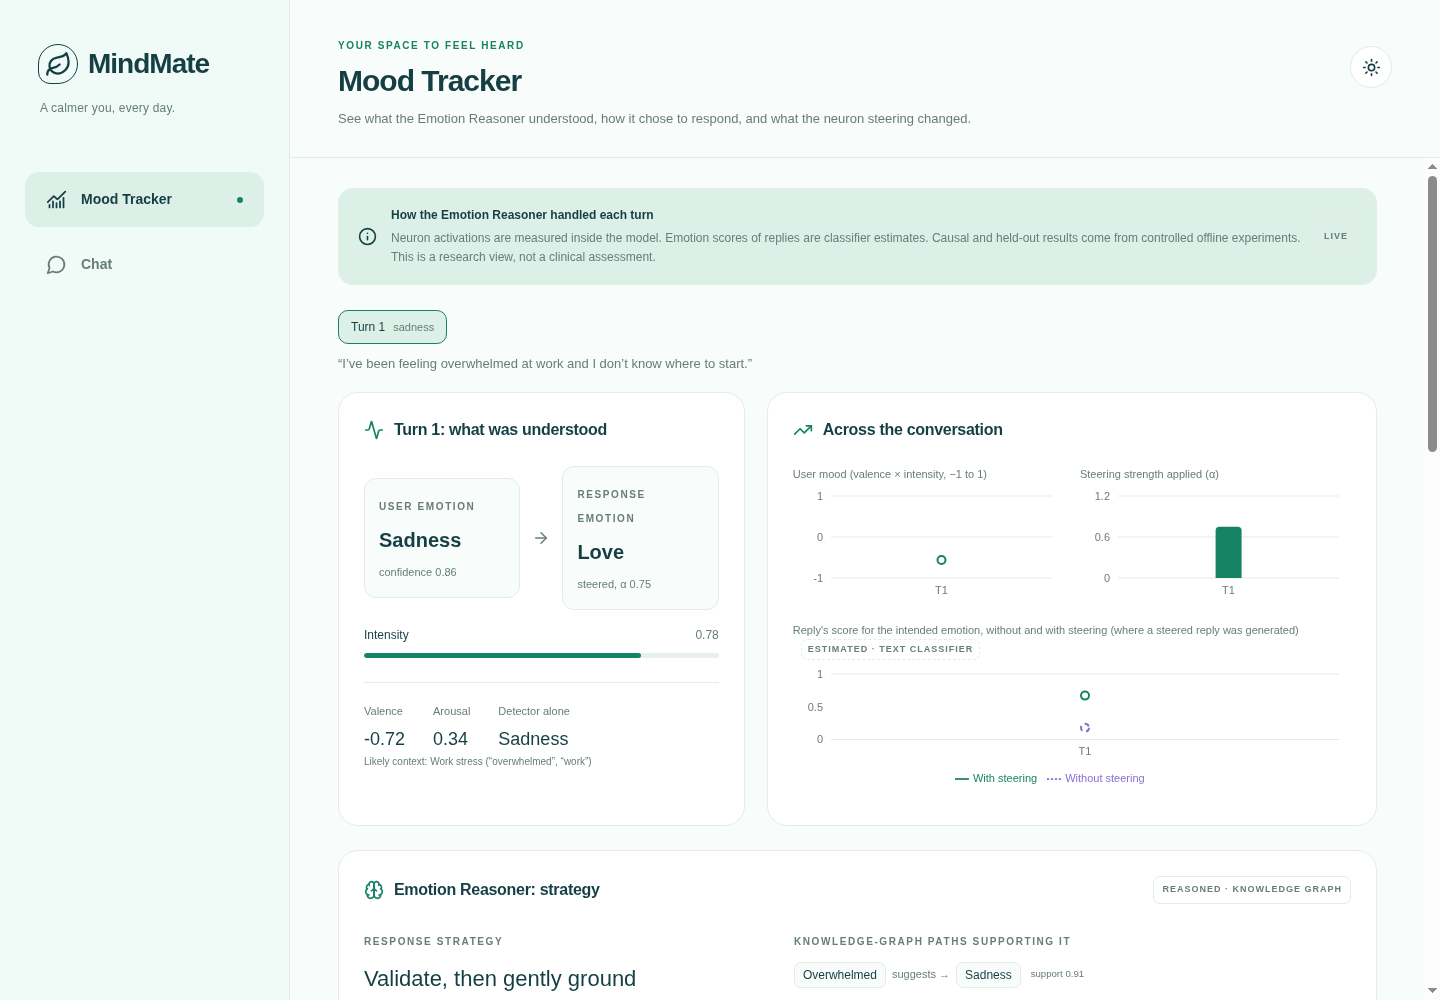 MindMate
A calmer you, every day.
Mood Tracker
Chat
YOUR SPACE TO FEEL HEARD
Mood Tracker
See what the Emotion Reasoner understood, how it chose to respond, and what the neuron steering changed.
How the Emotion Reasoner handled each turn
Neuron activations are measured inside the model. Emotion scores of replies are classifier estimates. Causal and held-out results come from controlled offline experiments.
This is a research view, not a clinical assessment.
LIVE
Turn 1 sadness
“I’ve been feeling overwhelmed at work and I don’t know where to start.”
Turn 1: what was understood
USER EMOTION
Sadness
confidence 0.86
→
RESPONSE
EMOTION
Love
steered, α 0.75
Intensity 0.78
Valence Arousal Detector alone
-0.72 0.34 Sadness
Likely context: Work stress (“overwhelmed”, “work”)
Across the conversation
User mood (valence × intensity, −1 to 1)
1
0
-1
T1
Steering strength applied (α)
1.2
0.6
0
T1
Reply's score for the intended emotion, without and with steering (where a steered reply was generated)
ESTIMATED · TEXT CLASSIFIER
1
0.5
0
T1
With steering Without steering
Emotion Reasoner: strategy
REASONED · KNOWLEDGE GRAPH
RESPONSE STRATEGY
Validate, then gently ground
KNOWLEDGE-GRAPH PATHS SUPPORTING IT
Overwhelmed suggests → Sadness support 0.91